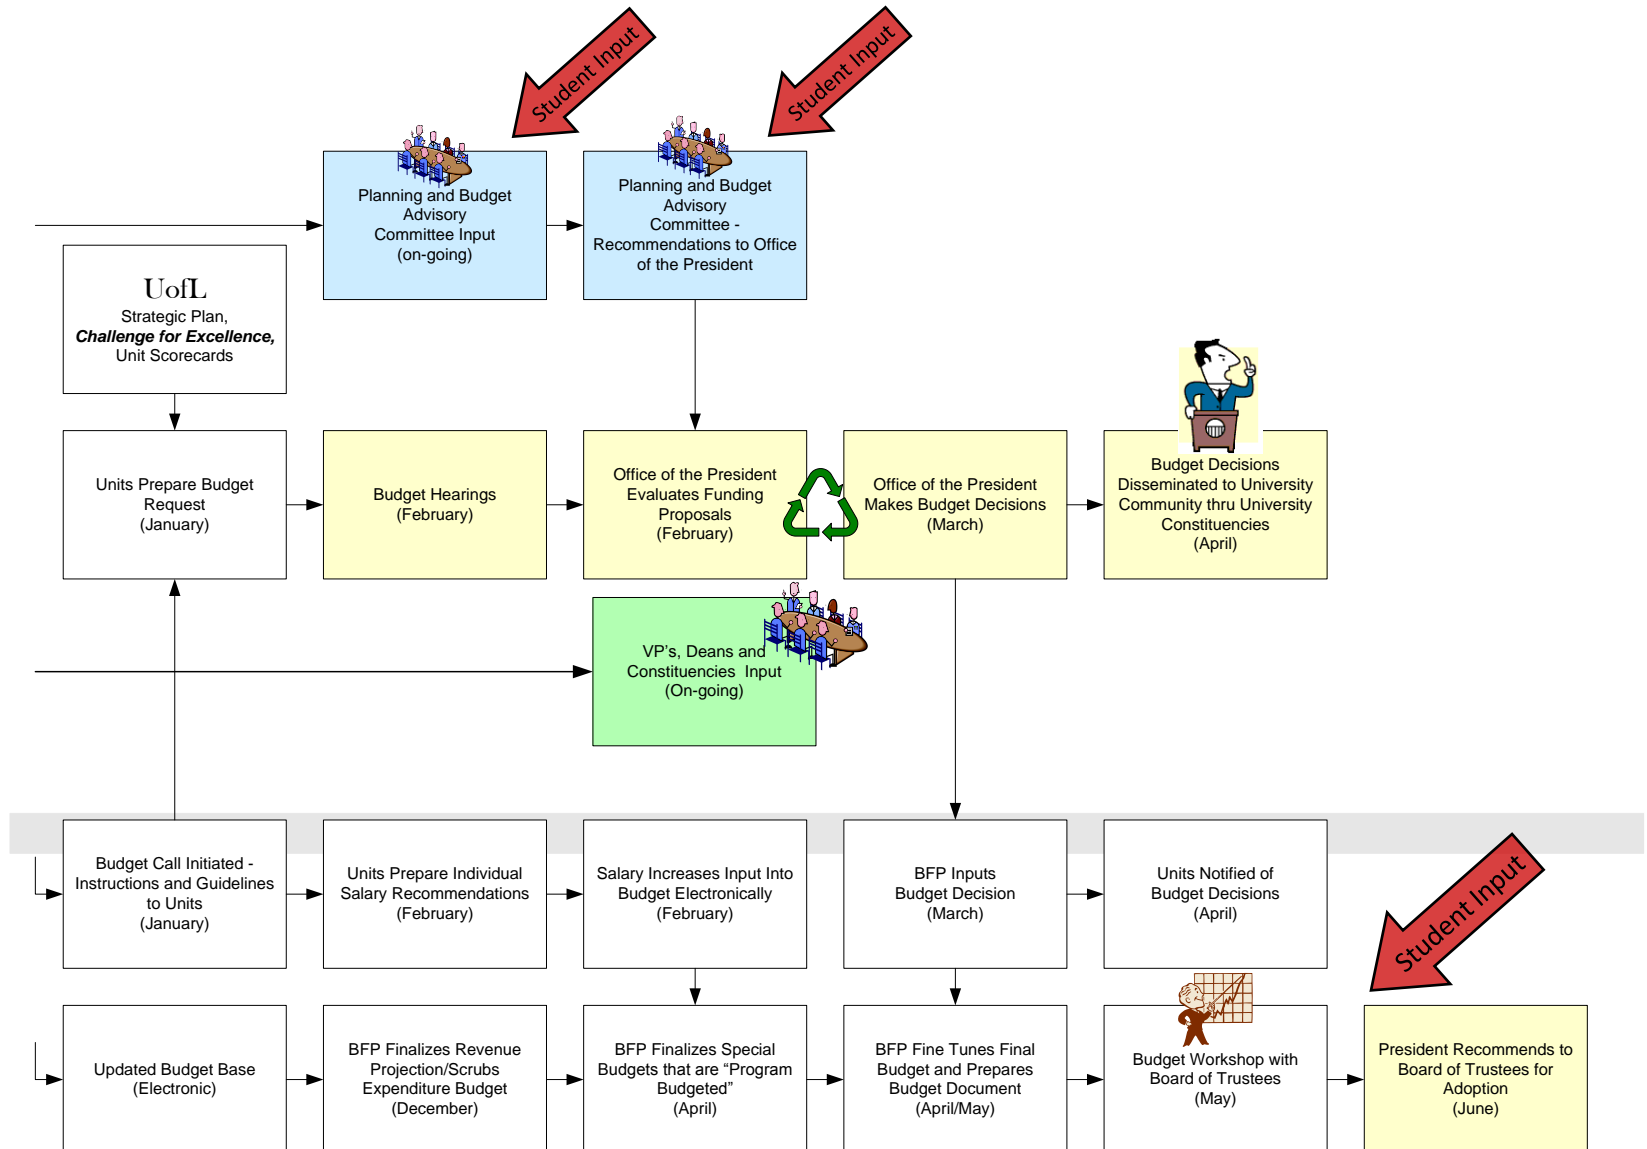 Student Input
Student Input
Planning and Budget
Advisory
Committee Input
(on-going)
Planning and Budget
Advisory
Committee -
Recommendations to Office
of the President
UofL
Strategic Plan,
Challenge for Excellence,
Unit Scorecards
Units Prepare Budget
Request
(January)
Budget Hearings
(February)
Office of the President
Evaluates Funding
Proposals
(February)
Office of the President
Makes Budget Decisions
(March)
Budget Decisions
Disseminated to University
Community thru University
Constituencies
(April)
VP's, Deans and
Constituencies Input
(On-going)
Budget Call Initiated -
Instructions and Guidelines
to Units
(January)
Units Prepare Individual
Salary Recommendations
(February)
Salary Increases Input Into
Budget Electronically
(February)
BFP Inputs
Budget Decision
(March)
Units Notified of
Budget Decisions
(April)
Student Input
Updated Budget Base
(Electronic)
BFP Finalizes Revenue
Projection/Scrubs
Expenditure Budget
(December)
BFP Finalizes Special
Budgets that are “Program
Budgeted”
(April)
BFP Fine Tunes Final
Budget and Prepares
Budget Document
(April/May)
Budget Workshop with
Board of Trustees
(May)
President Recommends to
Board of Trustees for
Adoption
(June)